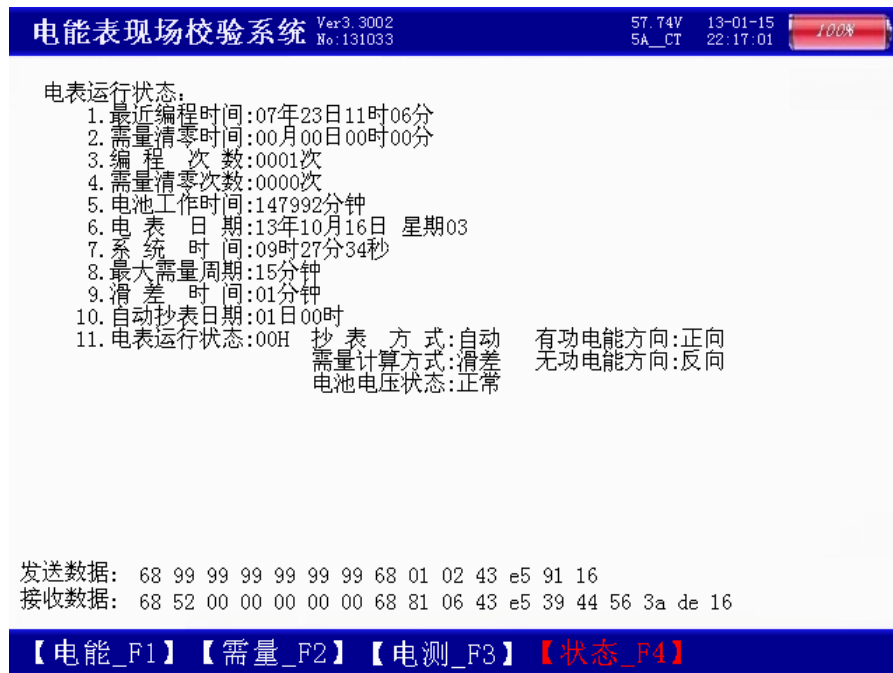 电能表现场校验系统 Ver3.3002 No:131033 57.74V 5A__CT 13-01-15 22:17:01 100%
电表运行状态:
1.最近编程时间:07年23日11时06分
2.需量清零时间:00月00日00时00分
3.编 程 次 数:0001次
4.需量清零次数:0000次
5.电池工作时间:147992分钟
6.电 表 日 期:13年10月16日 星期03
7.系 统 时 间:09时27分34秒
8.最大需量周期:15分钟
9.滑 差 时 间:01分钟
10.自动抄表日期:01日00时
11.电表运行状态:00H 抄 表 方 式:自动 有功电能方向:正向
需量计算方式:滑差 无功电能方向:反向
电池电压状态:正常
发送数据: 68 99 99 99 99 99 99 68 01 02 43 e5 91 16
接收数据: 68 52 00 00 00 00 00 68 81 06 43 e5 39 44 56 3a de 16
【电能_F1】【需量_F2】【电测_F3】【状态_F4】